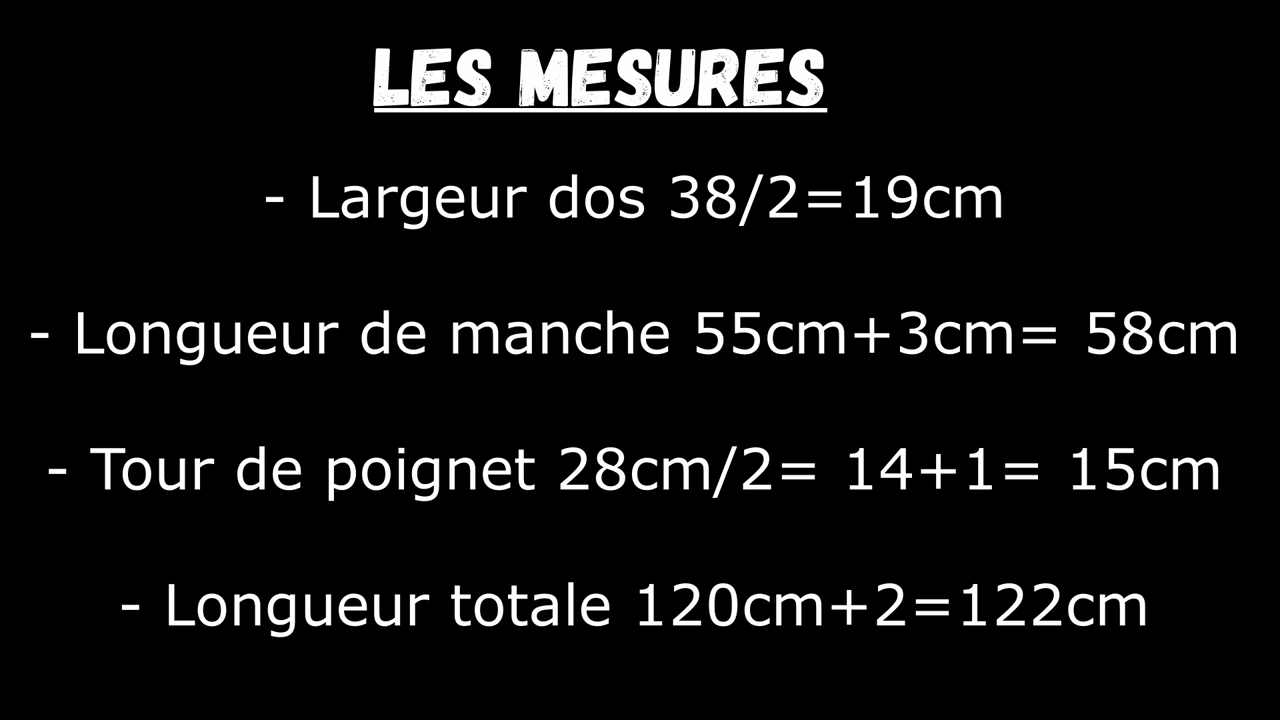 LES MESURES
- Largeur dos 38/2=19cm
- Longueur de manche 55cm+3cm= 58cm
- Tour de poignet 28cm/2= 14+1= 15cm
- Longueur totale 120cm+2=122cm